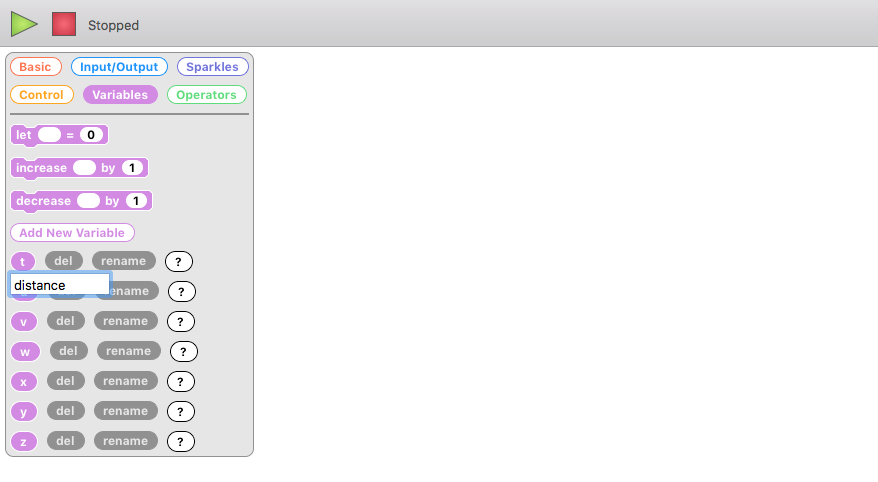 Stopped
Basic Input/Output Sparkles
Control Variables Operators
let = 0
increase by 1
decrease by 1
Add New Variable
t del rename ?
distance ename ?
v del rename ?
w del rename ?
x del rename ?
y del rename ?
z del rename ?